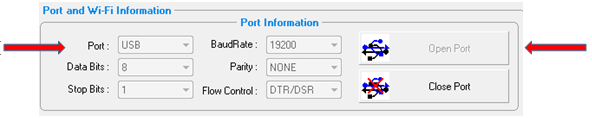 Port and Wi-Fi Information
Port Information
Port : USB BaudRate : 19200 Open Port
Data Bits : 8 Parity : NONE
Stop Bits : 1 Flow Control : DTR/DSR Close Port